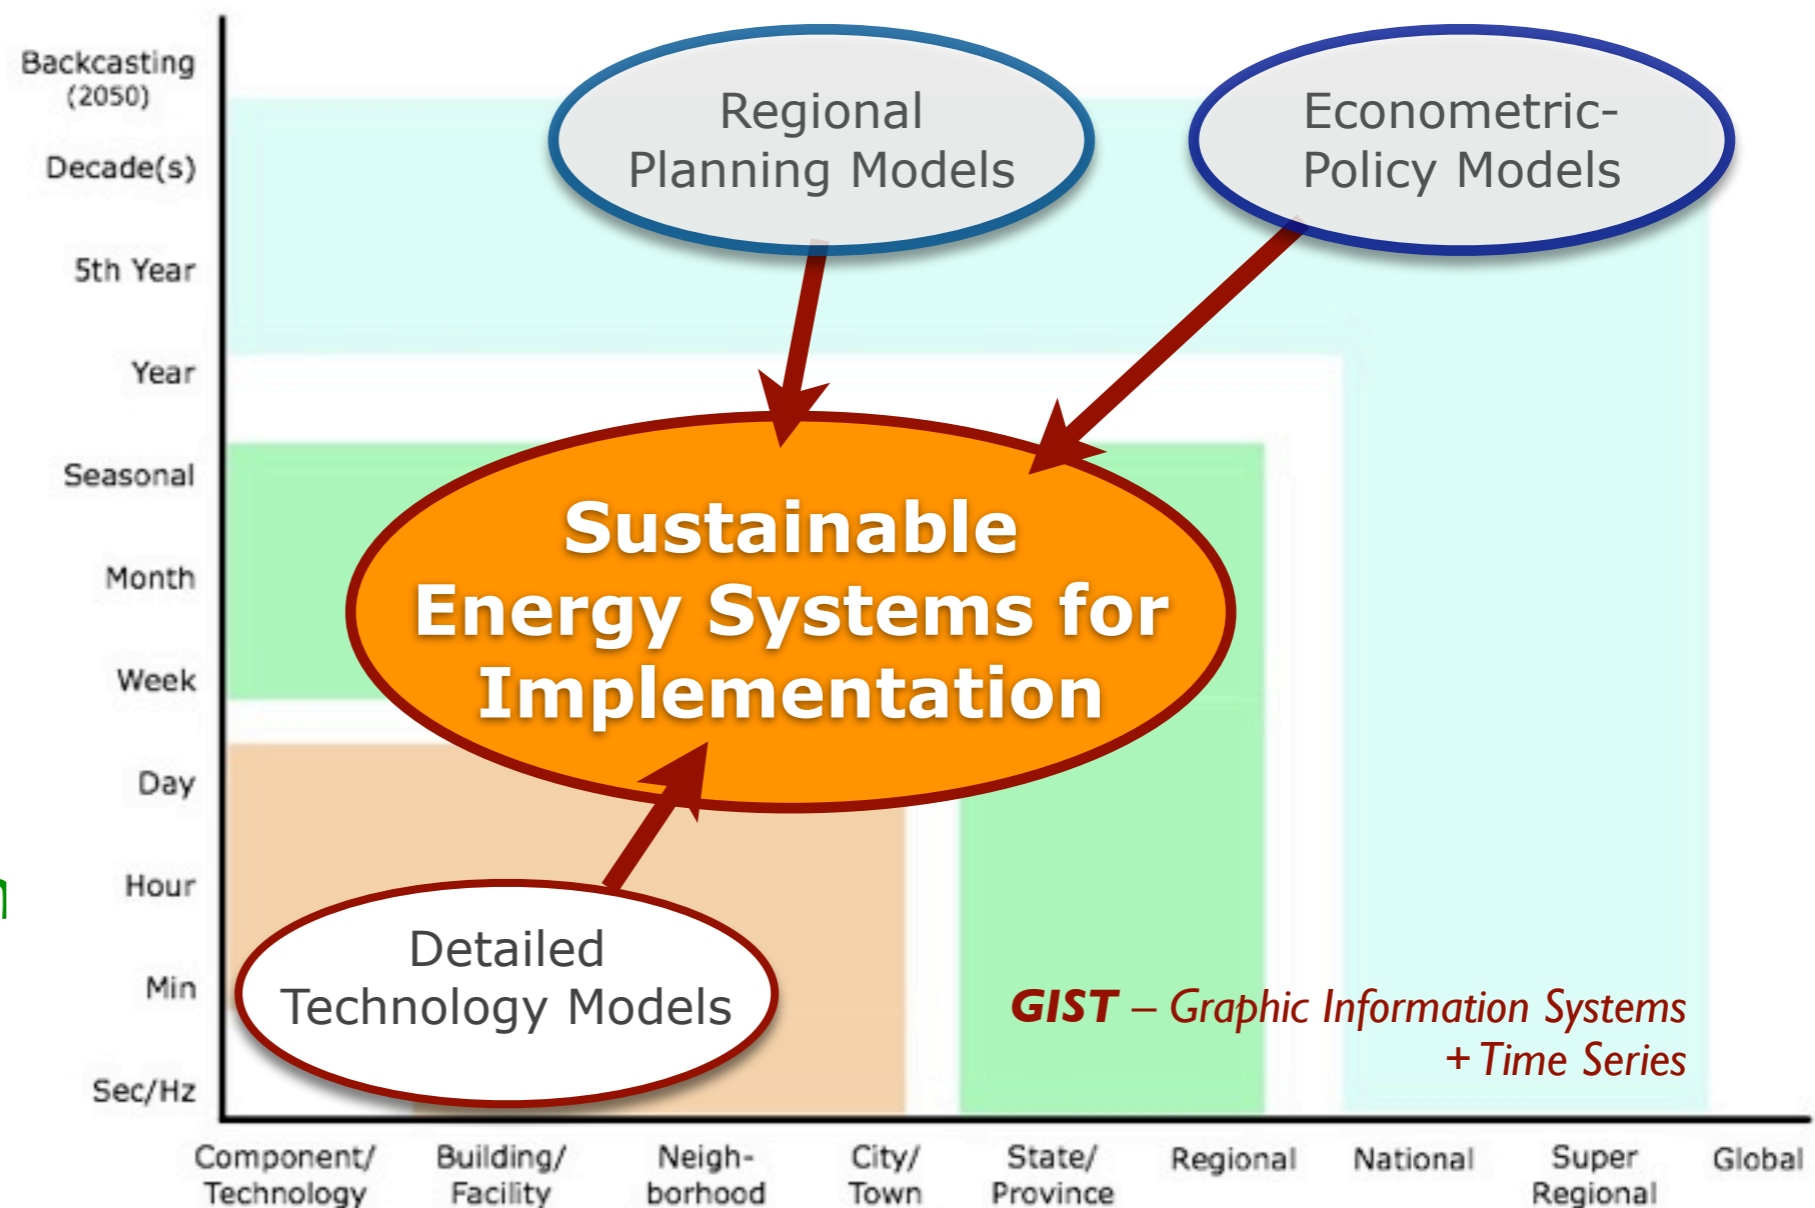 Backcasting
(2050)
Decade(s)
5th Year
Year
Seasonal
Month
Week
Day
Hour
Min
Sec/Hz
Regional
Planning Models
Econometric-
Policy Models
Sustainable
Energy Systems for
Implementation
Detailed
Technology Models
GIST – Graphic Information Systems
+ Time Series
Component/
Technology
Building/
Facility
Neigh-
borhood
City/
Town
State/
Province
Regional
National
Super
Regional
Global